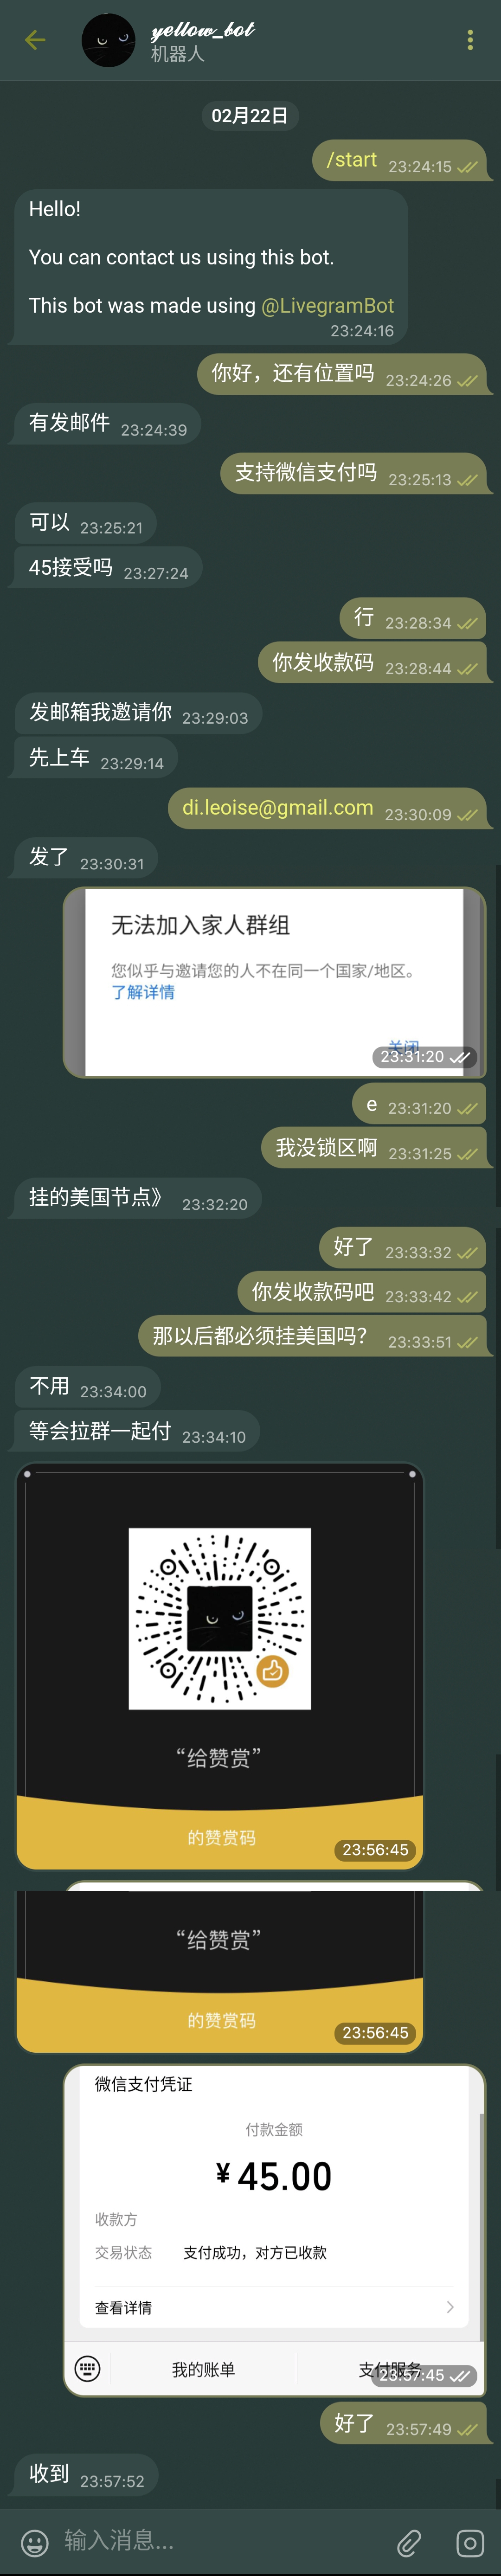 yellow_bot
机器人
02月22日
/start 23:24:15
Hello!
You can contact us using this bot.
This bot was made using @LivegramBot
23:24:16
你好，还有位置吗 23:24:26
有发邮件 23:24:39
支持微信支付吗 23:25:13
可以 23:25:21
45接受吗 23:27:24
行 23:28:34
你发收款码 23:28:44
发邮箱我邀请你 23:29:03
先上车 23:29:14
di.leoise@gmail.com 23:30:09
发了 23:30:31
无法加入家人群组
您似乎与邀请您的人不在同一个国家/地区。
了解详情
关闭
23:31:20
e 23:31:20
我没锁区啊 23:31:25
挂的美国节点》 23:32:20
好了 23:33:32
你发收款码吧 23:33:42
那以后都必须挂美国吗？ 23:33:51
不用 23:34:00
等会拉群一起付 23:34:10
“给赞赏”
的赞赏码
23:56:45
“给赞赏”
的赞赏码
23:56:45
微信支付凭证
付款金额
¥45.00
收款方
交易状态 支付成功，对方已收款
查看详情
我的账单 支付服务
23:57:45
好了 23:57:49
收到 23:57:52
输入消息...